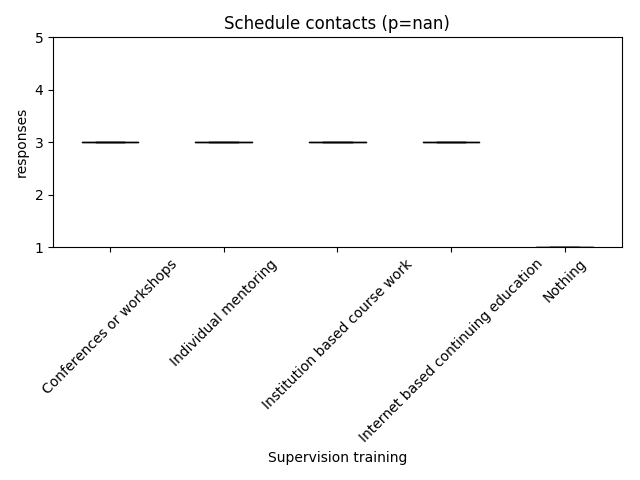 Schedule contacts (p=nan)
responses
5
4
3
2
1
Conferences or workshops
Individual mentoring
Institution based course work
Internet based continuing education
Nothing
Supervision training